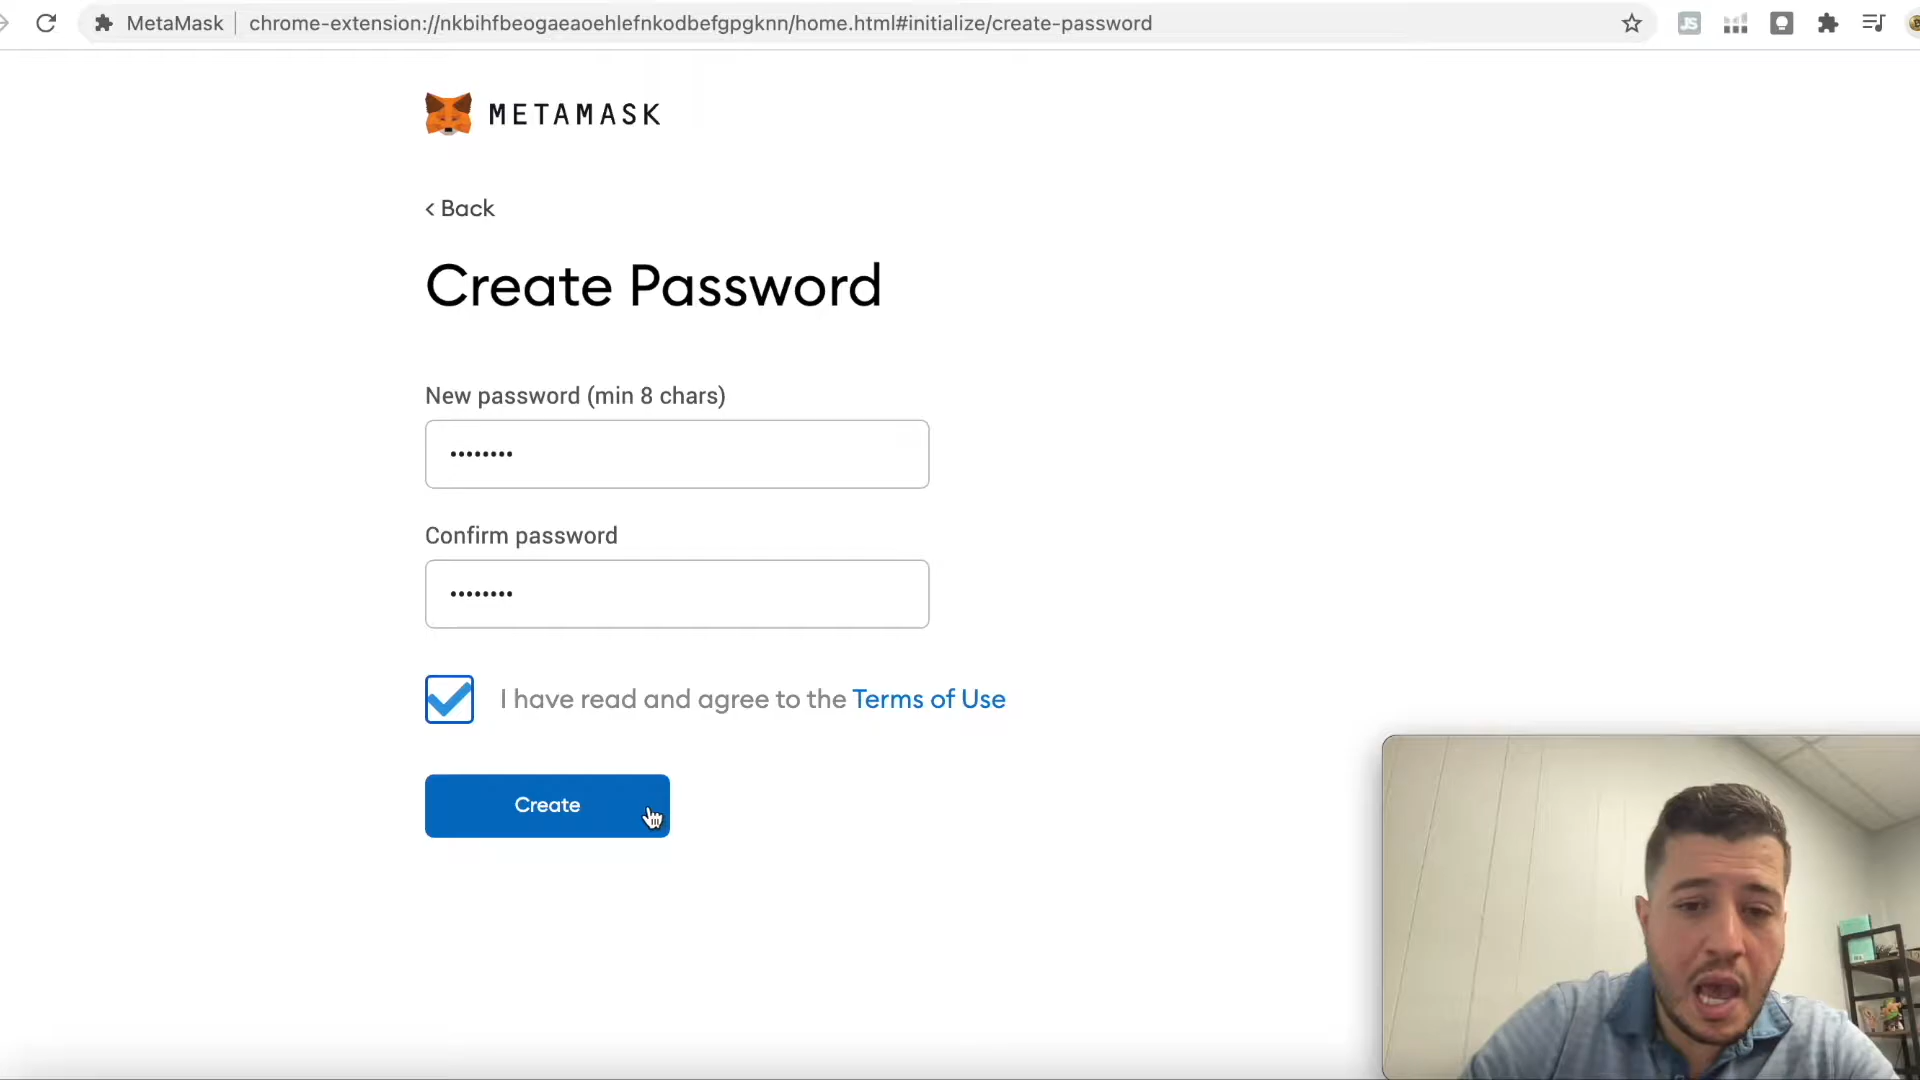 MetaMask chrome-extension://nkbihfbeogaeaoehlefnkodbefgpgknn/home.html#initialize/create-password
JS
METAMASK
< Back
Create Password
New password (min 8 chars)
••••••••
Confirm password
••••••••
I have read and agree to the Terms of Use
Create